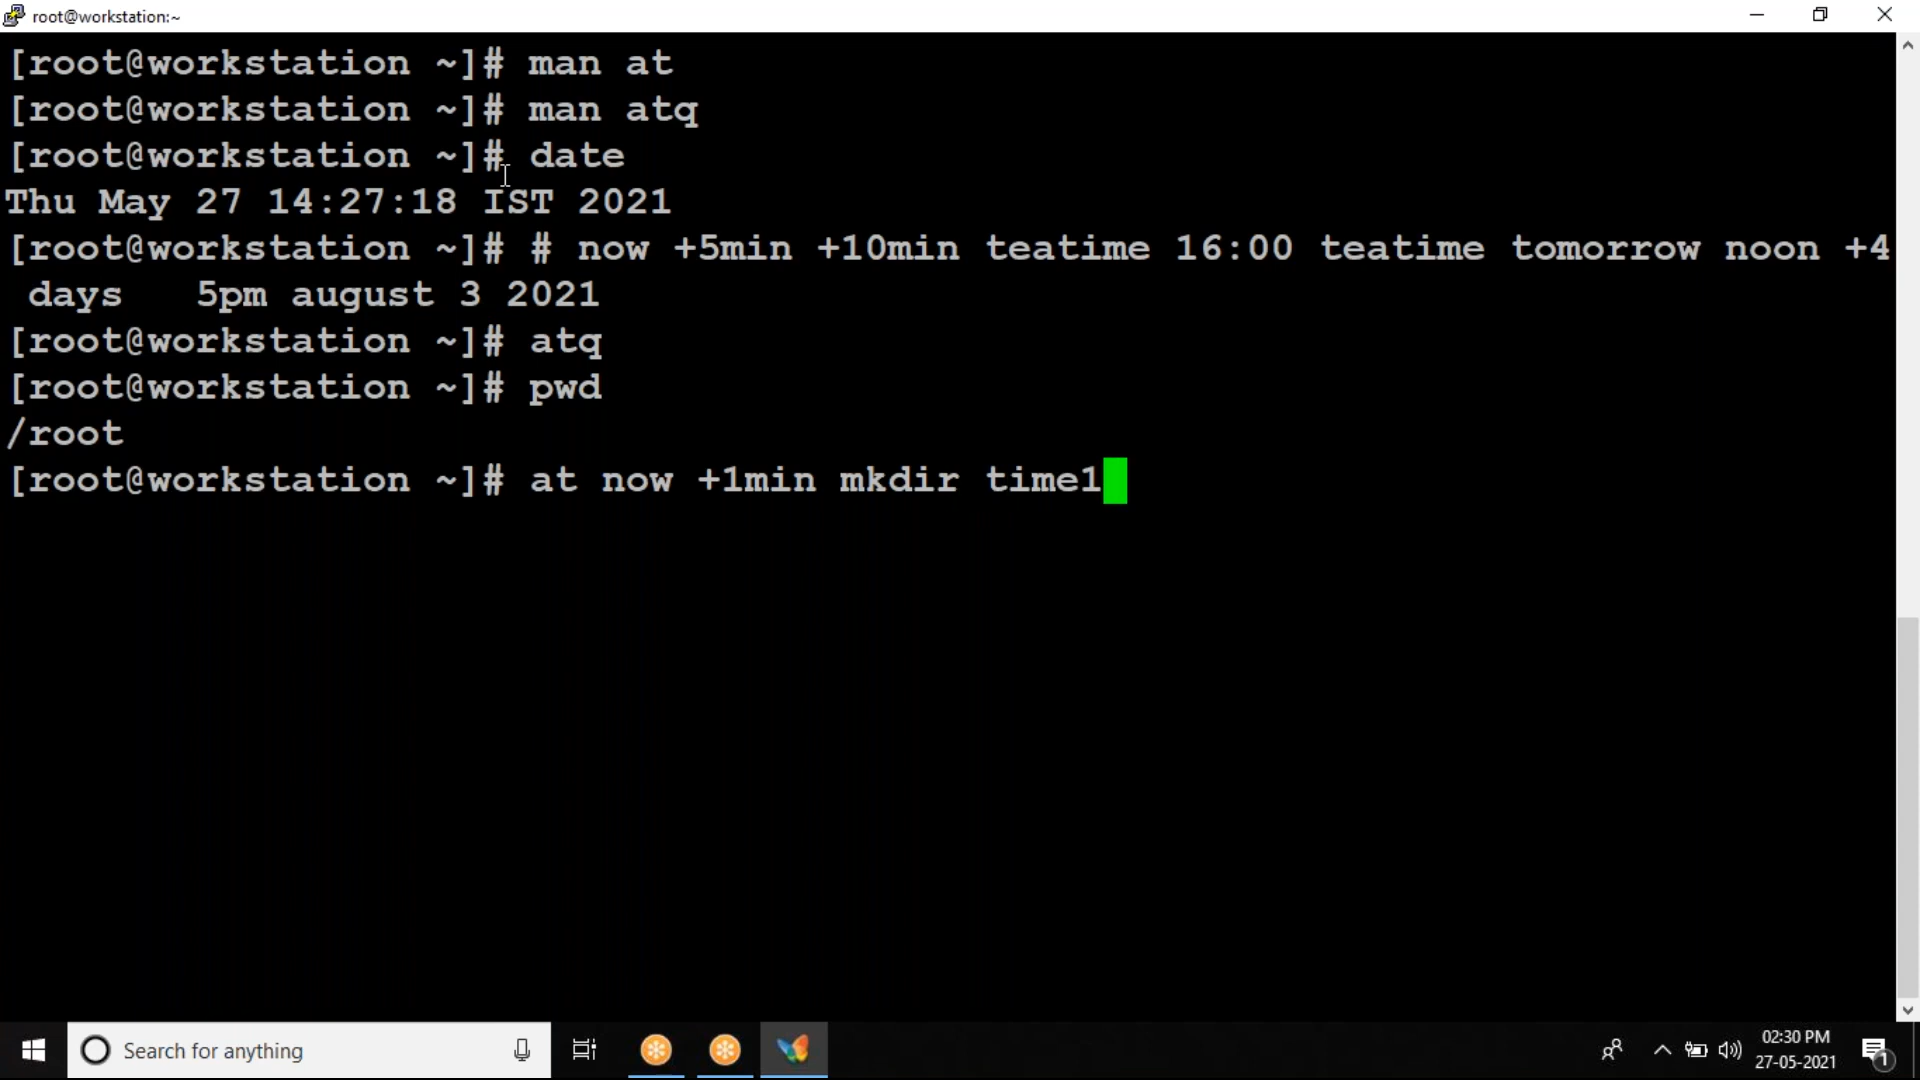 root@workstation:~
[root@workstation ~]# man at
[root@workstation ~]# man atq
[root@workstation ~]# date
Thu May 27 14:27:18 IST 2021
[root@workstation ~]# # now +5min +10min teatime 16:00 teatime tomorrow noon +4
days   5pm august 3 2021
[root@workstation ~]# atq
[root@workstation ~]# pwd
/root
[root@workstation ~]# at now +1min mkdir time1
Search for anything
02:30 PM
27-05-2021
1